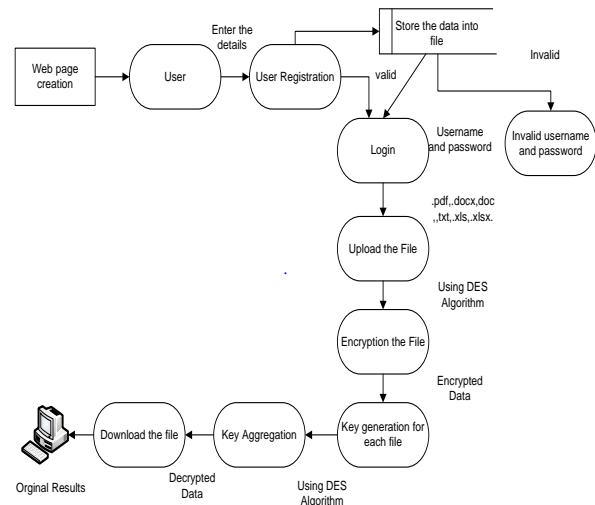 Web page
creation
User
Enter the
details
User Registration
Store the data into
file
valid
Invalid
Login
Username
and password
Invalid username
and password
.pdf,.docx,doc
,,txt,.xls,.xlsx.
Upload the File
Using DES
Algorithm
Encryption the File
Encrypted
Data
Key generation for
each file
Using DES
Algorithm
Key Aggregation
Decrypted
Data
Download the file
Orginal Results